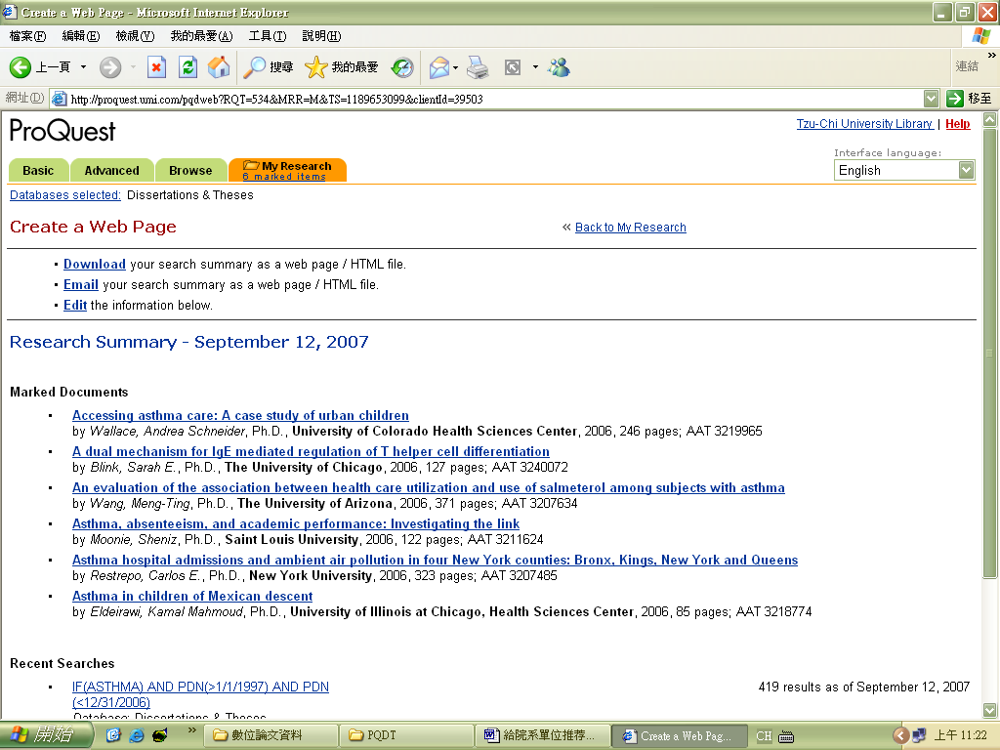 Create a Web Page - Microsoft Internet Explorer
檔案(F) 編輯(E) 檢視(V) 我的最愛(A) 工具(T) 說明(H)
上一頁 搜尋 我的最愛 連結
網址(D) http://proquest.umi.com/pqdweb?RQT=534&MRR=M&TS=1189653099&clientId=39503 移至
ProQuest
Tzu-Chi University Library | Help
Interface language:
English
Basic Advanced Browse My Research
6 marked items
Databases selected: Dissertations & Theses
Create a Web Page
« Back to My Research
• Download your search summary as a web page / HTML file.
• Email your search summary as a web page / HTML file.
• Edit the information below.
Research Summary - September 12, 2007
Marked Documents
• Accessing asthma care: A case study of urban children
by Wallace, Andrea Schneider, Ph.D., University of Colorado Health Sciences Center, 2006, 246 pages; AAT 3219965
• A dual mechanism for IgE mediated regulation of T helper cell differentiation
by Blink, Sarah E., Ph.D., The University of Chicago, 2006, 127 pages; AAT 3240072
• An evaluation of the association between health care utilization and use of salmeterol among subjects with asthma
by Wang, Meng-Ting, Ph.D., The University of Arizona, 2006, 371 pages; AAT 3207634
• Asthma, absenteeism, and academic performance: Investigating the link
by Moonie, Sheniz, Ph.D., Saint Louis University, 2006, 122 pages; AAT 3211624
• Asthma hospital admissions and ambient air pollution in four New York counties: Bronx, Kings, New York and Queens
by Restrepo, Carlos E., Ph.D., New York University, 2006, 323 pages; AAT 3207485
• Asthma in children of Mexican descent
by Eldeirawi, Kamal Mahmoud, Ph.D., University of Illinois at Chicago, Health Sciences Center, 2006, 85 pages; AAT 3218774
Recent Searches
• IF(ASTHMA) AND PDN(>1/1/1997) AND PDN 419 results as of September 12, 2007
(<12/31/2006)
Database: Dissertations & Theses
開始 » 數位論文資料 PQDT 給院系單位推荐... Create a Web Pag... CH 上午 11:22